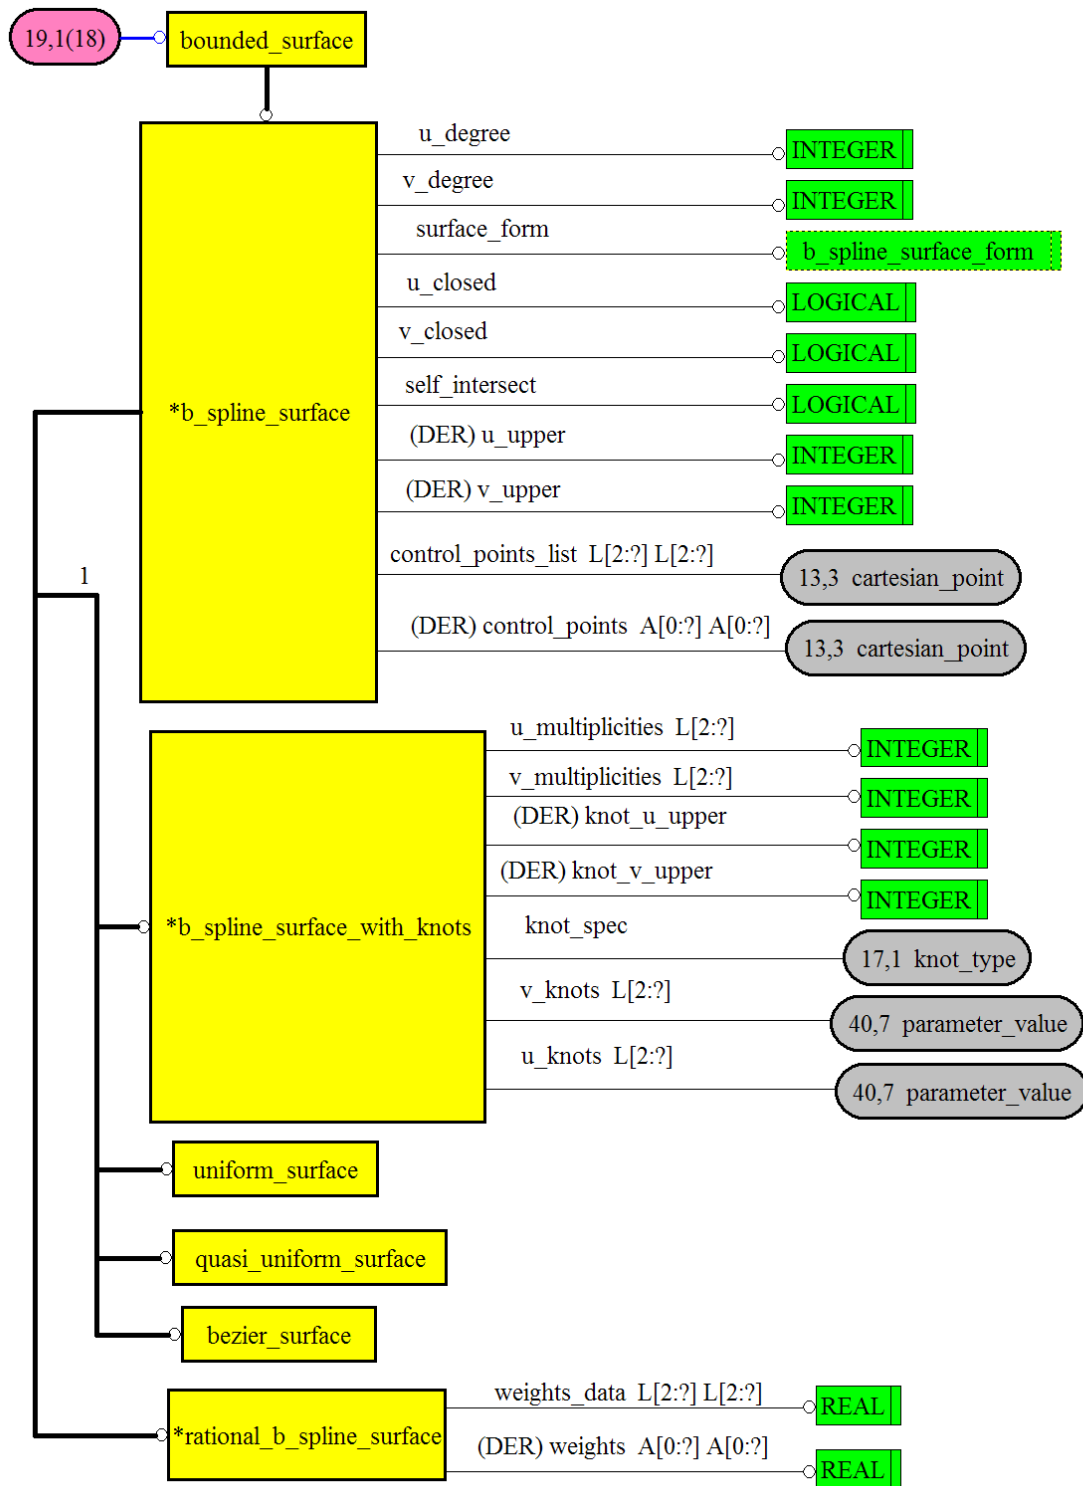 19,1(18)
bounded_surface
u_degree
INTEGER
v_degree
INTEGER
surface_form
b_spline_surface_form
u_closed
LOGICAL
v_closed
LOGICAL
self_intersect
LOGICAL
*b_spline_surface
(DER) u_upper
INTEGER
(DER) v_upper
INTEGER
control_points_list L[2:?] L[2:?]
13,3 cartesian_point
1
(DER) control_points A[0:?] A[0:?]
13,3 cartesian_point
u_multiplicities L[2:?]
INTEGER
v_multiplicities L[2:?]
INTEGER
(DER) knot_u_upper
INTEGER
(DER) knot_v_upper
INTEGER
*b_spline_surface_with_knots
knot_spec
17,1 knot_type
v_knots L[2:?]
40,7 parameter_value
u_knots L[2:?]
40,7 parameter_value
uniform_surface
quasi_uniform_surface
bezier_surface
weights_data L[2:?] L[2:?]
REAL
*rational_b_spline_surface
(DER) weights A[0:?] A[0:?]
REAL